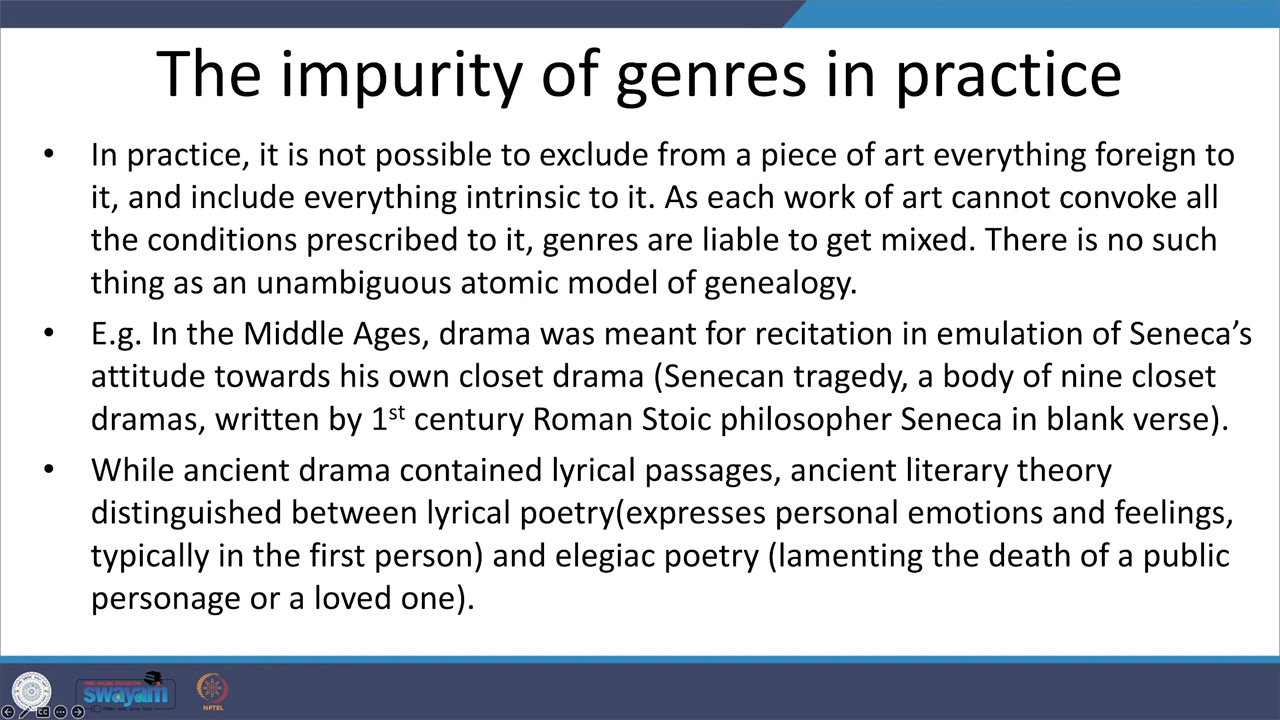 The impurity of genres in practice
• In practice, it is not possible to exclude from a piece of art everything foreign to
it, and include everything intrinsic to it. As each work of art cannot convoke all
the conditions prescribed to it, genres are liable to get mixed. There is no such
thing as an unambiguous atomic model of genealogy.
• E.g. In the Middle Ages, drama was meant for recitation in emulation of Seneca’s
attitude towards his own closet drama (Senecan tragedy, a body of nine closet
dramas, written by 1st century Roman Stoic philosopher Seneca in blank verse).
• While ancient drama contained lyrical passages, ancient literary theory
distinguished between lyrical poetry(expresses personal emotions and feelings,
typically in the first person) and elegiac poetry (lamenting the death of a public
personage or a loved one).
swayam
NPTEL